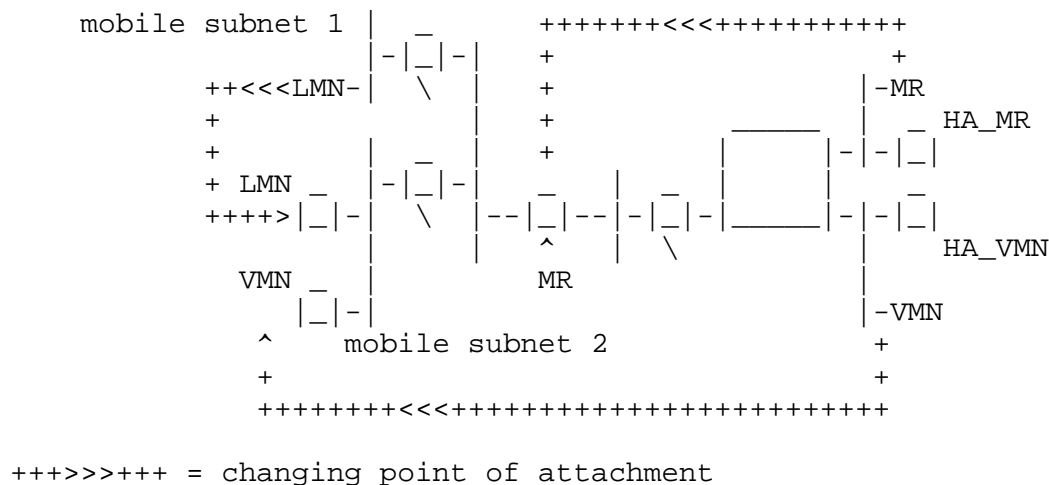 mobile subnet 1
LMN
MR
HA_MR
LMN
HA_VMN
VMN
MR
VMN
mobile subnet 2
+++>>>+++ = changing point of attachment